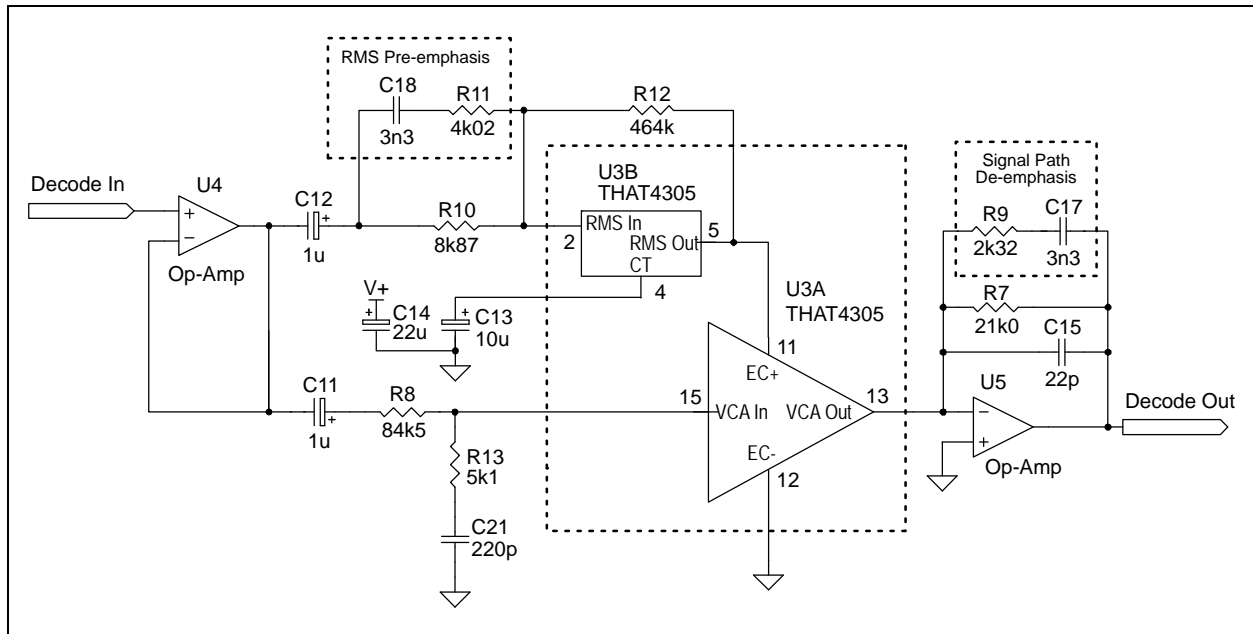 RMS Pre-emphasis
C18
3n3
R11
4k02
R12
464k
Decode In
U4
+
−
Op-Amp
C12
+
1u
R10
8k87
U3B
THAT4305
2
RMS In
RMS Out
CT
5
4
V+
+
C14
22u
+
C13
10u
U3A
THAT4305
11
EC+
15
VCA In
VCA Out
13
EC-
12
C11
+
1u
R8
84k5
R13
5k1
C21
220p
Signal Path
De-emphasis
R9
2k32
C17
3n3
R7
21k0
C15
22p
U5
−
+
Op-Amp
Decode Out